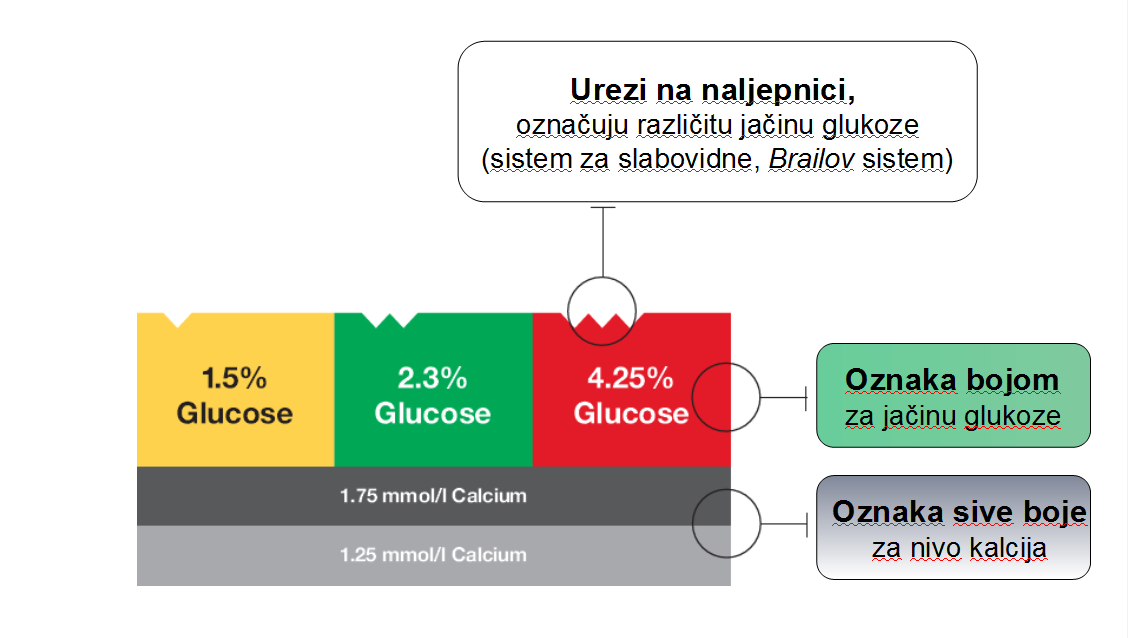 Urezi na naljepnici,
označuju različitu jačinu glukoze
(sistem za slabovidne, Brailov sistem)
1.5%
Glucose
2.3%
Glucose
4.25%
Glucose
Oznaka bojom
za jačinu glukoze
1.75 mmol/l Calcium
1.25 mmol/l Calcium
Oznaka sive boje
za nivo kalcija